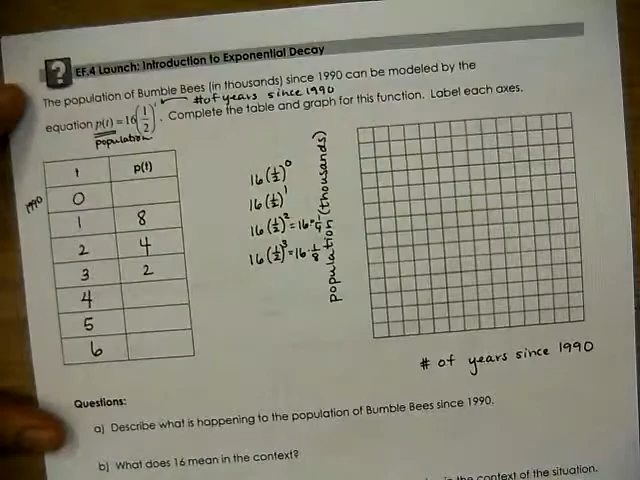 ?
EF.4 Launch: Introduction to Exponential Decay
The population of Bumble Bees (in thousands) since 1990 can be modeled by the
# of years since 1990
equation p(t) = 16(1/2)^t. Complete the table and graph for this function. Label each axes.
population
t p(t)
1990 0
1 8
2 4
3 2
4
5
6
16(1/2)^0
16(1/2)^1
16(1/2)^2 = 16·1/4
16(1/2)^3 = 16·1/8
population (thousands)
# of years since 1990
Questions:
a) Describe what is happening to the population of Bumble Bees since 1990.
b) What does 16 mean in the context?
in the context of the situation.